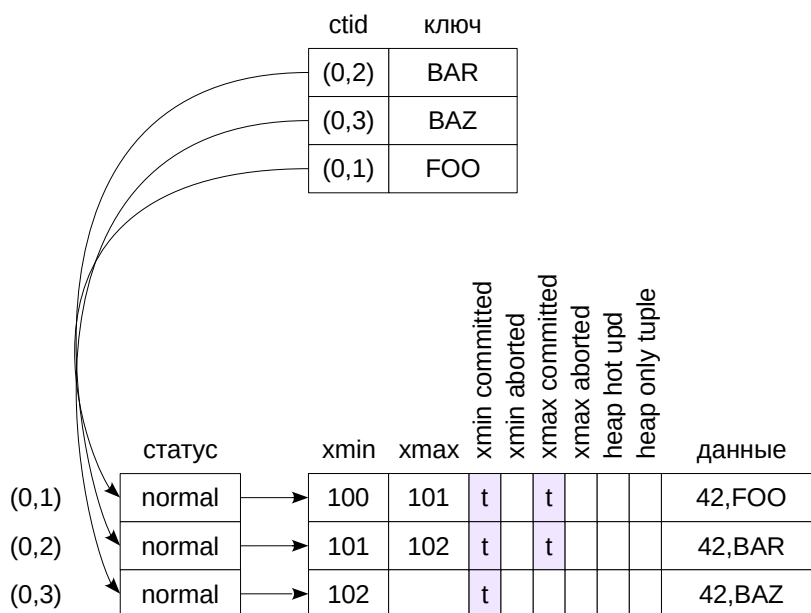 ctid ключ
(0,2) BAR
(0,3) BAZ
(0,1) FOO
статус xmin xmax xmin committed xmin aborted xmax committed xmax aborted heap hot upd heap only tuple данные
(0,1) normal 100 101 t t 42,FOO
(0,2) normal 101 102 t t 42,BAR
(0,3) normal 102 t 42,BAZ